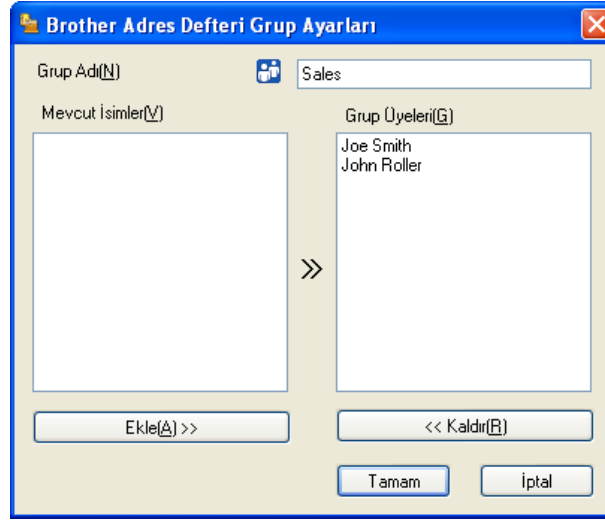 Brother Adres Defteri Grup Ayarları
Grup Adı(N)
Sales
Mevcut İsimler(V)
Grup Üyeleri(G)
Joe Smith
John Roller
Ekle(A) >>
<< Kaldır(R)
Tamam
İptal